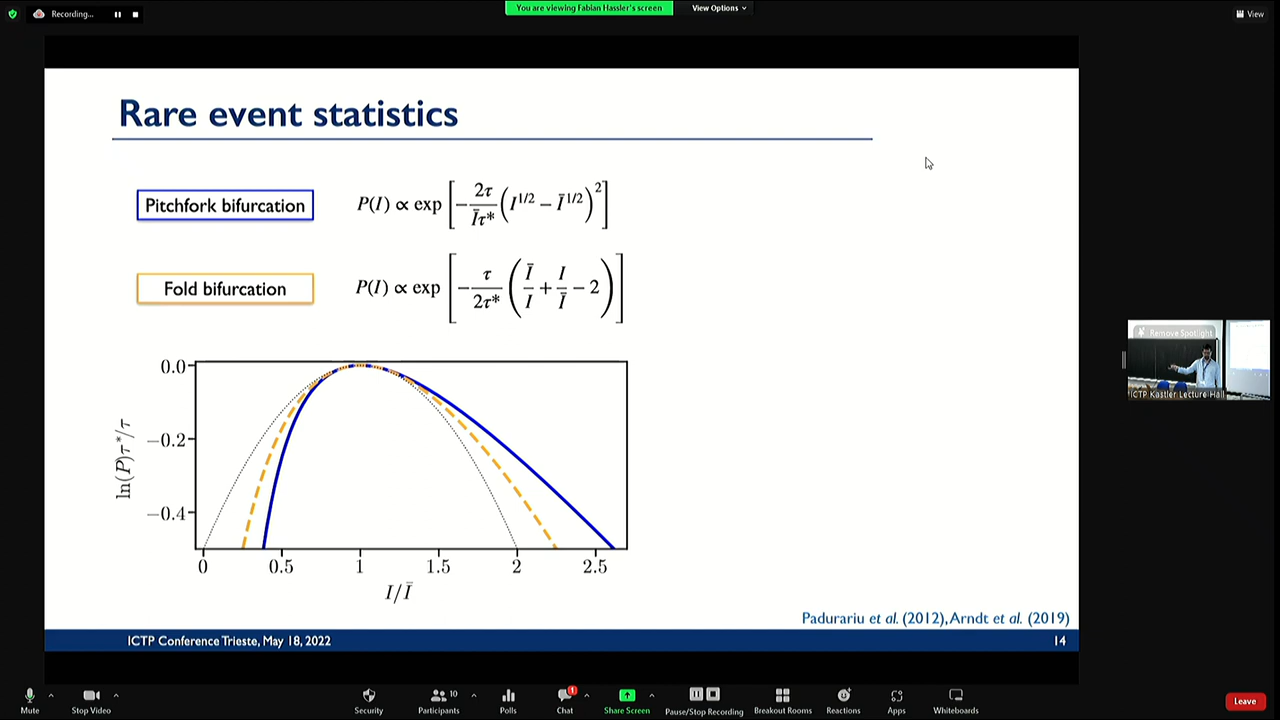 Recording...
You are viewing Fabian Hassler's screen
View Options
View
Rare event statistics
Pitchfork bifurcation
P(I) ∝ exp[−2τ/(Īτ*) (I^{1/2} − Ī^{1/2})^2]
Fold bifurcation
P(I) ∝ exp[−τ/(2τ*) (Ī/I + I/Ī − 2)]
Remove Spotlight
ICTP Kastler Lecture Hall
ln(P)τ*/τ
0.0
−0.2
−0.4
0 0.5 1 1.5 2 2.5
I/Ī
Padurariu et al. (2012), Arndt et al. (2019)
ICTP Conference Trieste, May 18, 2022
14
Mute
Stop Video
Security
10
Participants
Polls
1
Chat
Share Screen
Pause/Stop Recording
Breakout Rooms
Reactions
Apps
Whiteboards
Leave